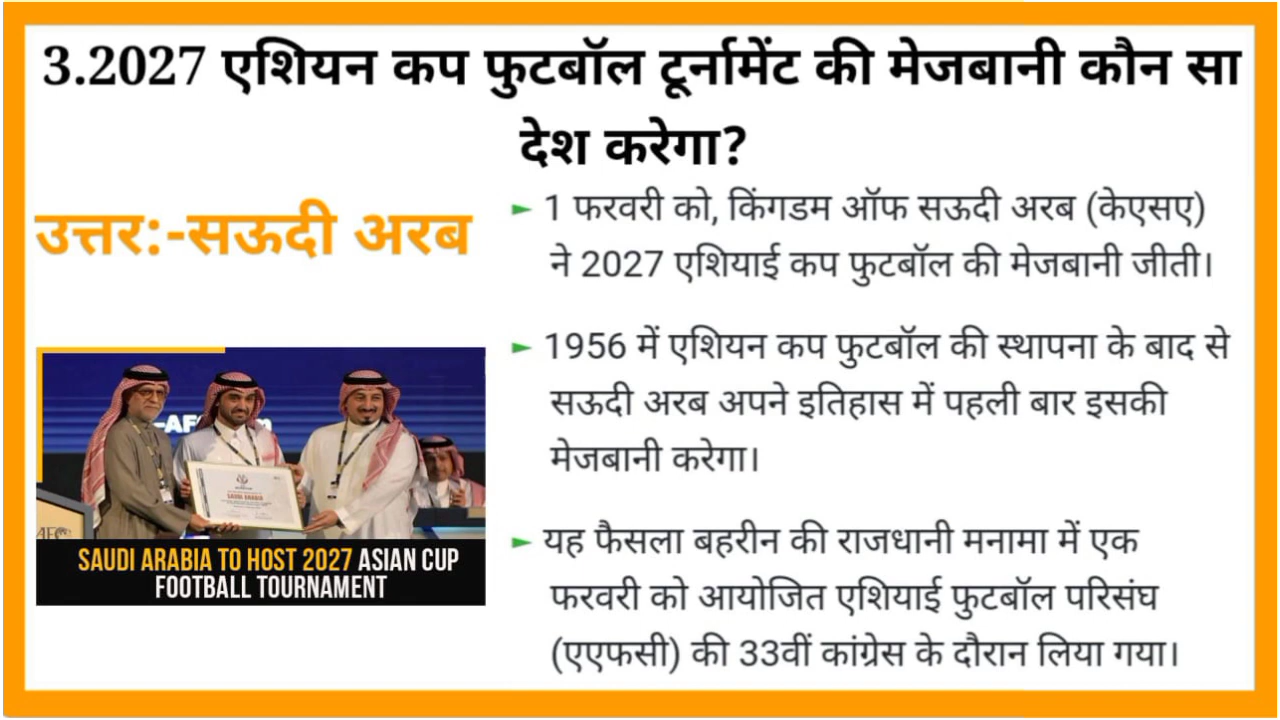 3.2027 एशियन कप फुटबॉल टूर्नामेंट की मेजबानी कौन सा
देश करेगा?
उत्तर:-सऊदी अरब
► 1 फरवरी को, किंगडम ऑफ सऊदी अरब (केएसए)
ने 2027 एशियाई कप फुटबॉल की मेजबानी जीती।
► 1956 में एशियन कप फुटबॉल की स्थापना के बाद से
सऊदी अरब अपने इतिहास में पहली बार इसकी
मेजबानी करेगा।
► यह फैसला बहरीन की राजधानी मनामा में एक
फरवरी को आयोजित एशियाई फुटबॉल परिसंघ
(एएफसी) की 33वीं कांग्रेस के दौरान लिया गया।
SAUDI ARABIA
AFC
SAUDI ARABIA TO HOST 2027 ASIAN CUP
FOOTBALL TOURNAMENT